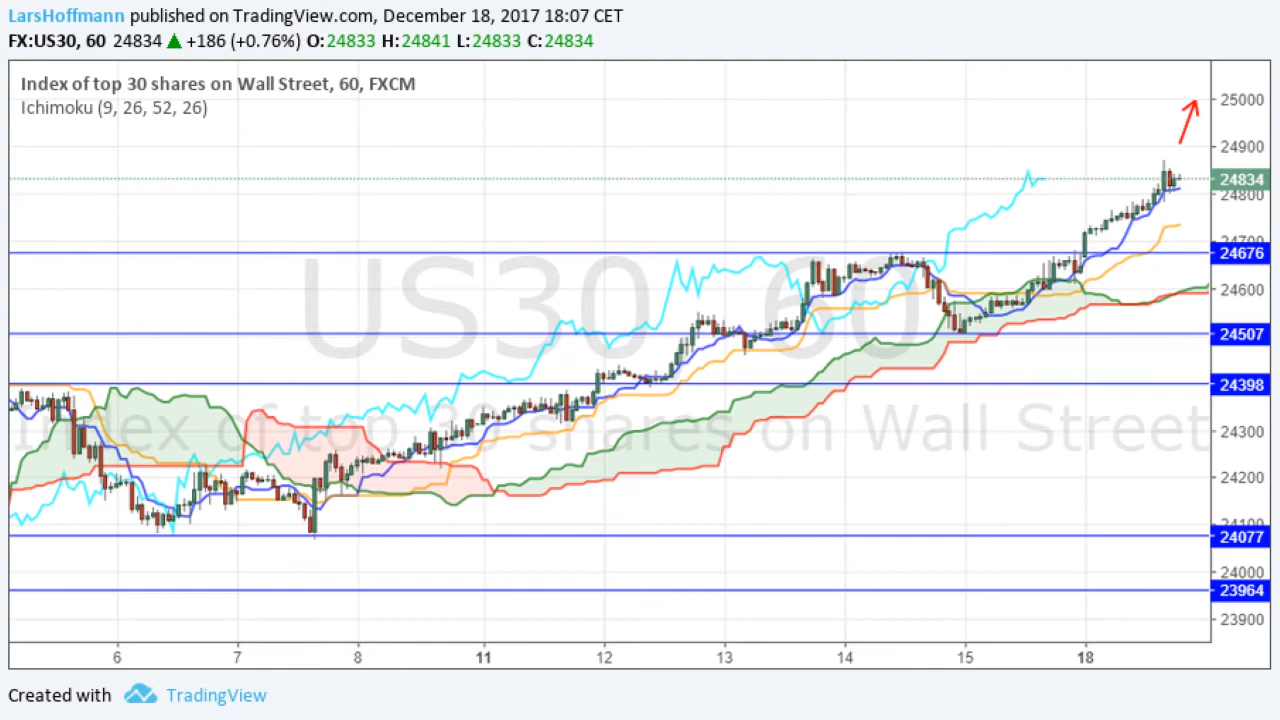 LarsHoffmann published on TradingView.com, December 18, 2017 18:07 CET
FX:US30, 60 24834 ▲ +186 (+0.76%) O:24833 H:24841 L:24833 C:24834
Index of top 30 shares on Wall Street, 60, FXCM
Ichimoku (9, 26, 52, 26)
US30, 60
Index of top 30 shares on Wall Street
25000
24900
24834
24800
24700
24676
24600
24507
24398
24300
24200
24100
24077
24000
23964
23900
6 7 8 11 12 13 14 15 18
Created with TradingView